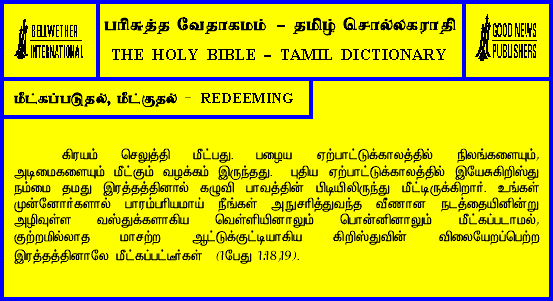 BELLWETHER
INTERNATIONAL
பரிசுத்த வேதாகமம் – தமிழ் சொல்லகராதி
THE HOLY BIBLE – TAMIL DICTIONARY
GOOD NEWS
PUBLISHERS
மீட்கப்படுதல், மீட்குதல் – REDEEMING
கிரயம் செலுத்தி மீட்பது. பழைய ஏற்பாட்டுக்காலத்தில் நிலங்களையும்,
அடிமைகளையும் மீட்கும் வழக்கம் இருந்தது. புதிய ஏற்பாட்டுக்காலத்தில் இயேசுகிறிஸ்து
நம்மை தமது இரத்தத்தினால் கழுவி பாவத்தின் பிடியிலிருந்து மீட்டிருக்கிறார். உங்கள்
முன்னோர்களால் பாரம்பரியமாய் நீங்கள் அநுசரித்துவந்த வீணான நடத்தையினின்று
அழிவுள்ள வஸ்துக்களாகிய வெள்ளியினாலும் பொன்னினாலும் மீட்கப்படாமல்,
குற்றமில்லாத மாசற்ற ஆட்டுக்குட்டியாகிய கிறிஸ்துவின் விலையேறப்பெற்ற
இரத்தத்தினாலே மீட்கப்பட்டீர்கள் (1பேது 1:18,19).